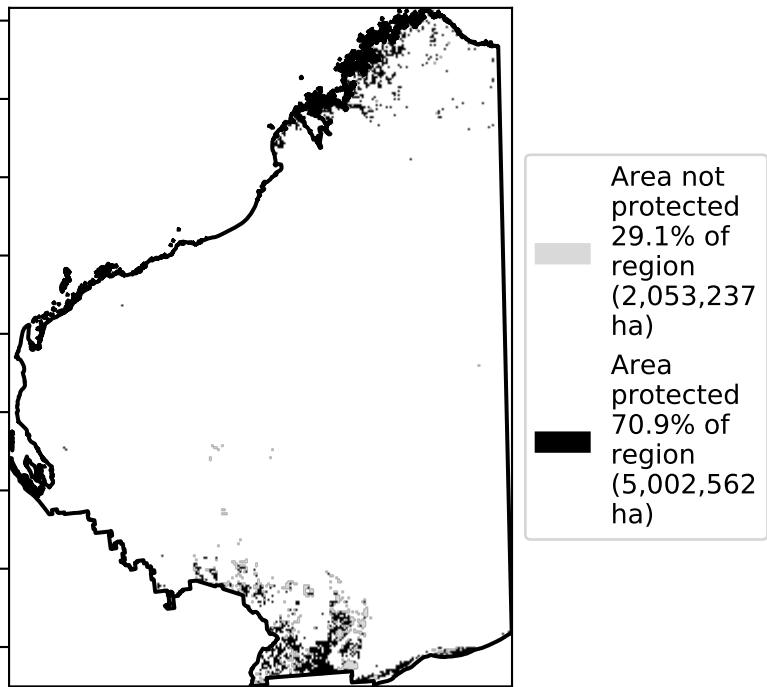 Area not
protected
29.1% of
region
(2,053,237
ha)
Area
protected
70.9% of
region
(5,002,562
ha)